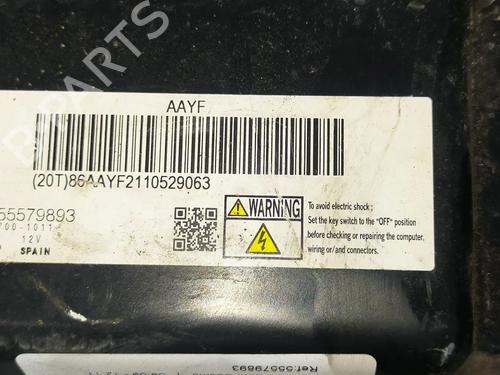 AAYF
(20T)86AAYF2110529063
55579893
700-1011
12V
SPAIN
WARNING
To avoid electric shock ;
Set the key switch to the "OFF" position
before checking or repairing the computer,
wiring or/and connectors.
B-PARTS
Ref:55579893